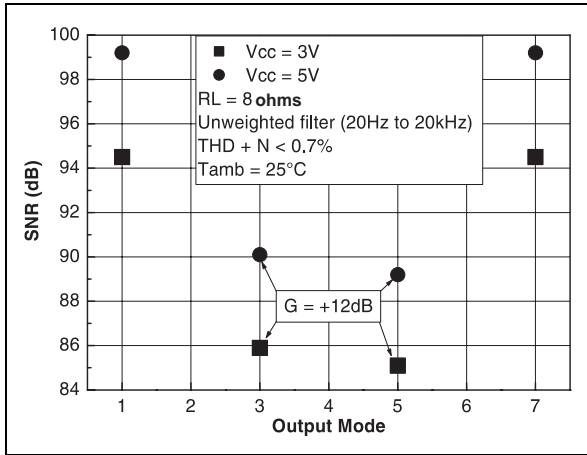 100
98
96
94
92
90
88
86
84
SNR (dB)
Vcc = 3V
Vcc = 5V
RL = 8 ohms
Unweighted filter (20Hz to 20kHz)
THD + N < 0.7%
Tamb = 25°C
G = +12dB
1 2 3 4 5 6 7
Output Mode